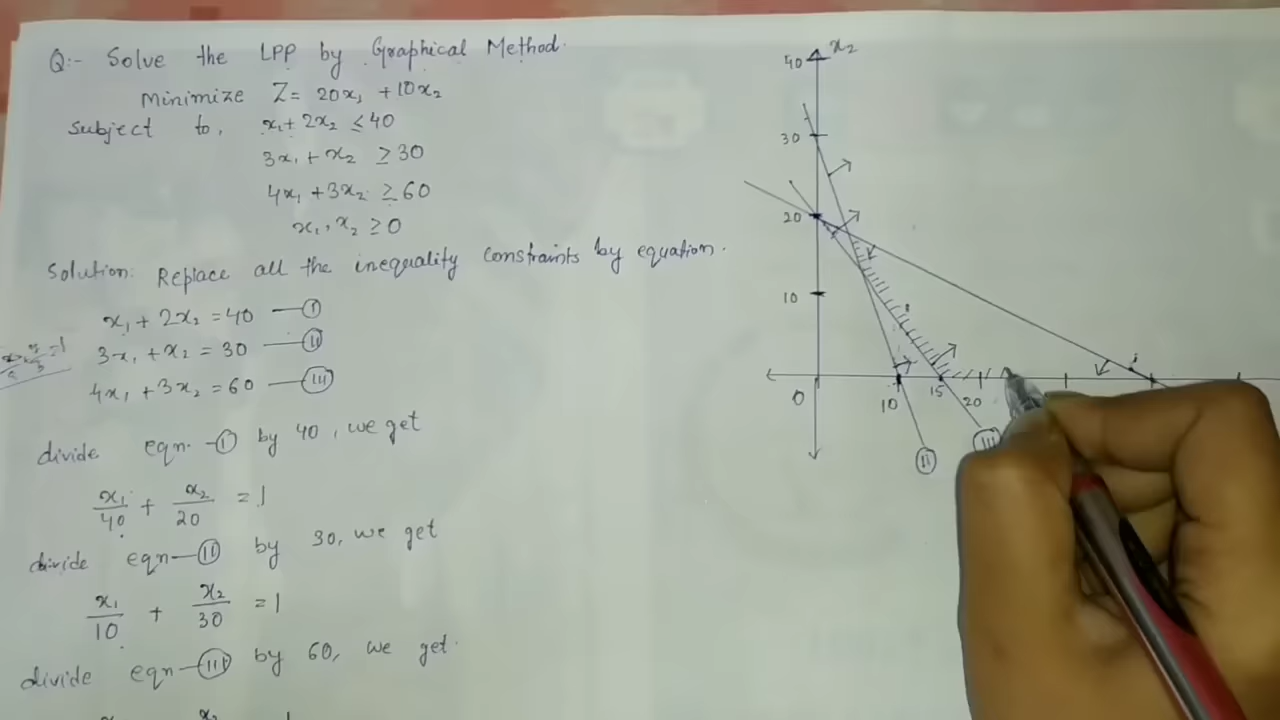 Q:- Solve the LPP by Graphical Method.
Minimize Z = 20x₁ + 10x₂
Subject to, x₁ + 2x₂ ≤ 40
3x₁ + x₂ ≥ 30
4x₁ + 3x₂ ≥ 60
x₁, x₂ ≥ 0
Solution: Replace all the inequality constraints by equation.
x₁ + 2x₂ = 40 —(I)
3x₁ + x₂ = 30 —(II)
4x₁ + 3x₂ = 60 —(III)
divide eqn. -(I) by 40, we get
x₁/40 + x₂/20 = 1
divide eqn—(II) by 30, we get
x₁/10 + x₂/30 = 1
divide eqn—(III) by 60, we get.
x₂
40
30
20
10
0 10 15 20
(II) (III)